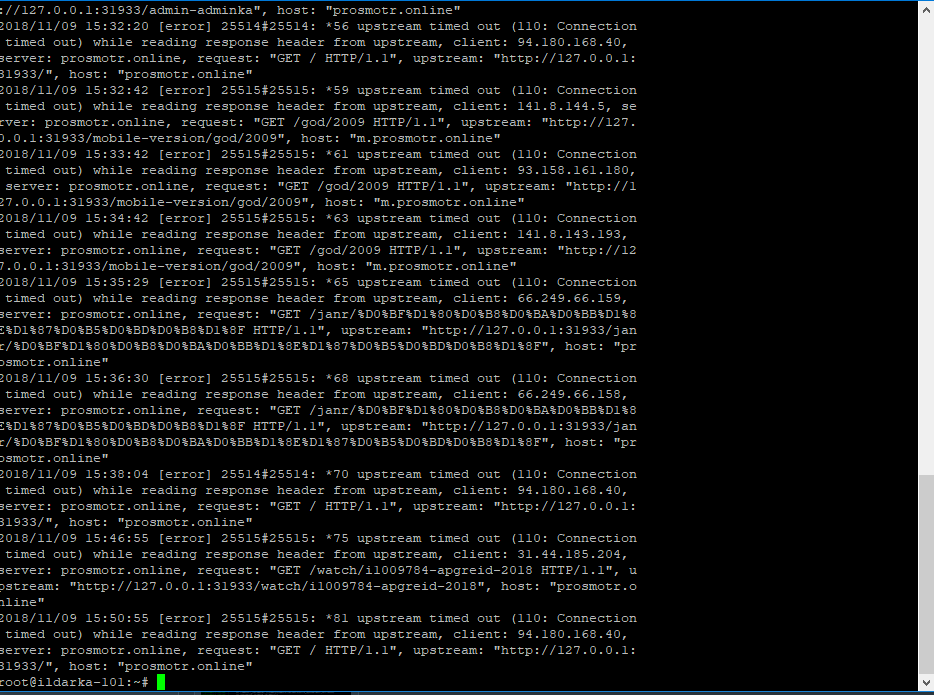 ://127.0.0.1:31933/admin-adminka", host: "prosmotr.online"
2018/11/09 15:32:20 [error] 25514#25514: *56 upstream timed out (110: Connection
timed out) while reading response header from upstream, client: 94.180.168.40,
server: prosmotr.online, request: "GET / HTTP/1.1", upstream: "http://127.0.0.1:
31933/", host: "prosmotr.online"
2018/11/09 15:32:42 [error] 25515#25515: *59 upstream timed out (110: Connection
timed out) while reading response header from upstream, client: 141.8.144.5, se
rver: prosmotr.online, request: "GET /god/2009 HTTP/1.1", upstream: "http://127.
0.0.1:31933/mobile-version/god/2009", host: "m.prosmotr.online"
2018/11/09 15:33:42 [error] 25515#25515: *61 upstream timed out (110: Connection
timed out) while reading response header from upstream, client: 93.158.161.180,
server: prosmotr.online, request: "GET /god/2009 HTTP/1.1", upstream: "http://1
27.0.0.1:31933/mobile-version/god/2009", host: "m.prosmotr.online"
2018/11/09 15:34:42 [error] 25515#25515: *63 upstream timed out (110: Connection
timed out) while reading response header from upstream, client: 141.8.143.193,
server: prosmotr.online, request: "GET /god/2009 HTTP/1.1", upstream: "http://12
7.0.0.1:31933/mobile-version/god/2009", host: "m.prosmotr.online"
2018/11/09 15:35:29 [error] 25515#25515: *65 upstream timed out (110: Connection
timed out) while reading response header from upstream, client: 66.249.66.159,
server: prosmotr.online, request: "GET /janr/%D0%BF%D1%80%D0%B8%D0%BA%D0%BB%D1%8
E%D1%87%D0%B5%D0%BD%D0%B8%D1%8F HTTP/1.1", upstream: "http://127.0.0.1:31933/jan
r/%D0%BF%D1%80%D0%B8%D0%BA%D0%BB%D1%8E%D1%87%D0%B5%D0%BD%D0%B8%D1%8F", host: "pr
osmotr.online"
2018/11/09 15:36:30 [error] 25515#25515: *68 upstream timed out (110: Connection
timed out) while reading response header from upstream, client: 66.249.66.158,
server: prosmotr.online, request: "GET /janr/%D0%BF%D1%80%D0%B8%D0%BA%D0%BB%D1%8
E%D1%87%D0%B5%D0%BD%D0%B8%D1%8F HTTP/1.1", upstream: "http://127.0.0.1:31933/jan
r/%D0%BF%D1%80%D0%B8%D0%BA%D0%BB%D1%8E%D1%87%D0%B5%D0%BD%D0%B8%D1%8F", host: "pr
osmotr.online"
2018/11/09 15:38:04 [error] 25514#25514: *70 upstream timed out (110: Connection
timed out) while reading response header from upstream, client: 94.180.168.40,
server: prosmotr.online, request: "GET / HTTP/1.1", upstream: "http://127.0.0.1:
31933/", host: "prosmotr.online"
2018/11/09 15:46:55 [error] 25514#25514: *75 upstream timed out (110: Connection
timed out) while reading response header from upstream, client: 31.44.185.204,
server: prosmotr.online, request: "GET /watch/i1009784-apgreid-2018 HTTP/1.1", u
pstream: "http://127.0.0.1:31933/watch/i1009784-apgreid-2018", host: "prosmotr.o
nline"
2018/11/09 15:50:55 [error] 25514#25514: *81 upstream timed out (110: Connection
timed out) while reading response header from upstream, client: 94.180.168.40,
server: prosmotr.online, request: "GET / HTTP/1.1", upstream: "http://127.0.0.1:
31933/", host: "prosmotr.online"
root@ildarka-101:~#